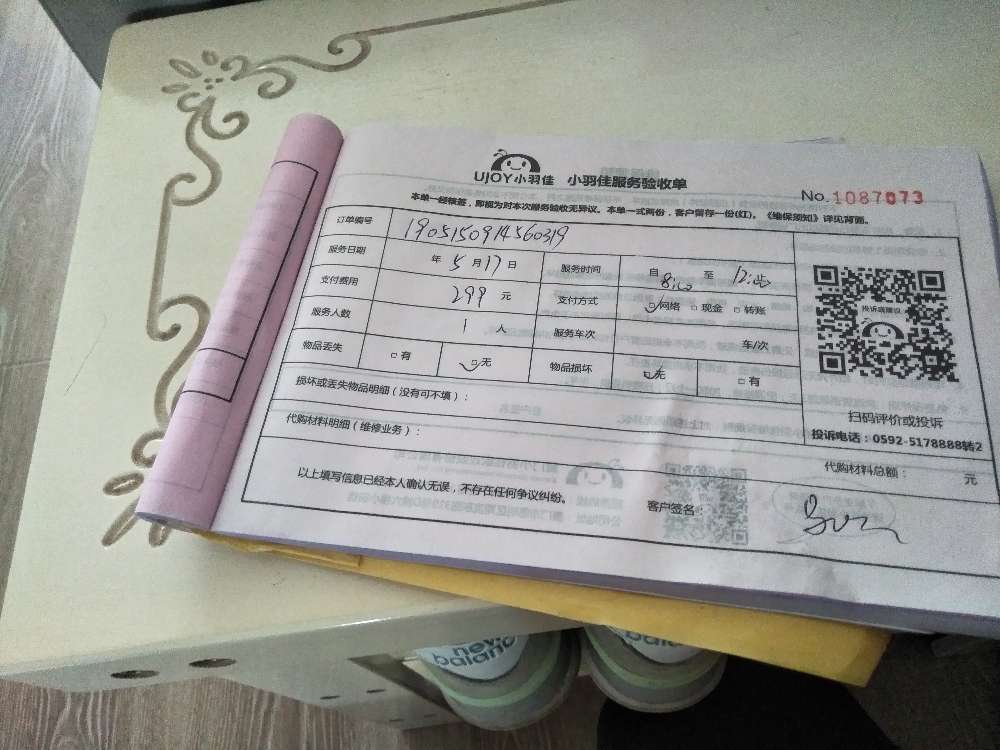 UJOY小羽佳 小羽佳服务验收单
No.1087073
本单一经核签，即视为对本次服务验收无异议。本单一式两份，客户留存一份(红)。《维保须知》详见背面。
订单编号 1905150914560319
服务日期 年 5 月 17 日 服务时间 自 8:00 至
支付费用 299 元 支付方式 网络 现金 转账
服务人数 1 人 服务车次 车/次
物品丢失 有 无 物品损坏 无 有
投诉或建议
损坏或丢失物品明细（没有可不填）：
扫码评价或投诉
投诉电话：0592-5178888转2
代购材料明细（维修业务）：
代购材料总额： 元
以上填写信息已经本人确认无误，不存在任何争议纠纷。
客户签名：
new
balance
new
balance